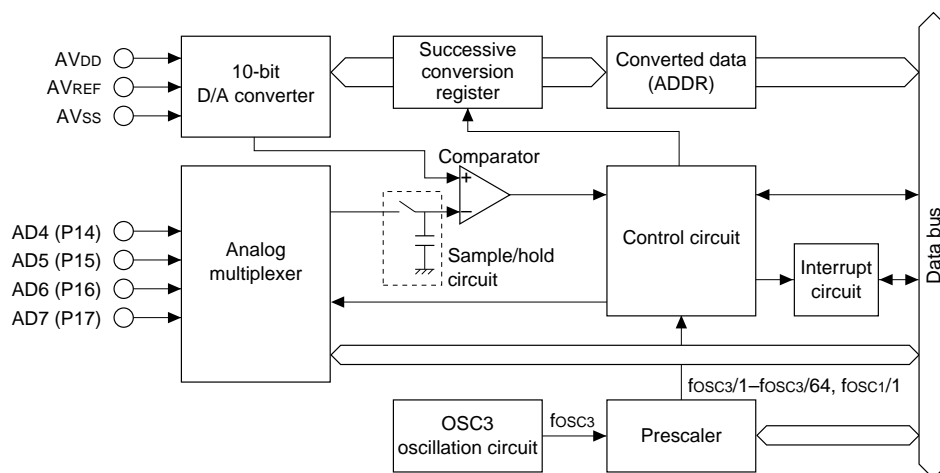 AVDD
AVREF
AVSS
10-bit
D/A converter
Successive
conversion
register
Converted data
(ADDR)
Comparator
+
−
AD4 (P14)
AD5 (P15)
AD6 (P16)
AD7 (P17)
Analog
multiplexer
Sample/hold
circuit
Control circuit
Interrupt
circuit
Data bus
fOSC3/1–fOSC3/64, fOSC1/1
OSC3
oscillation circuit
fOSC3
Prescaler